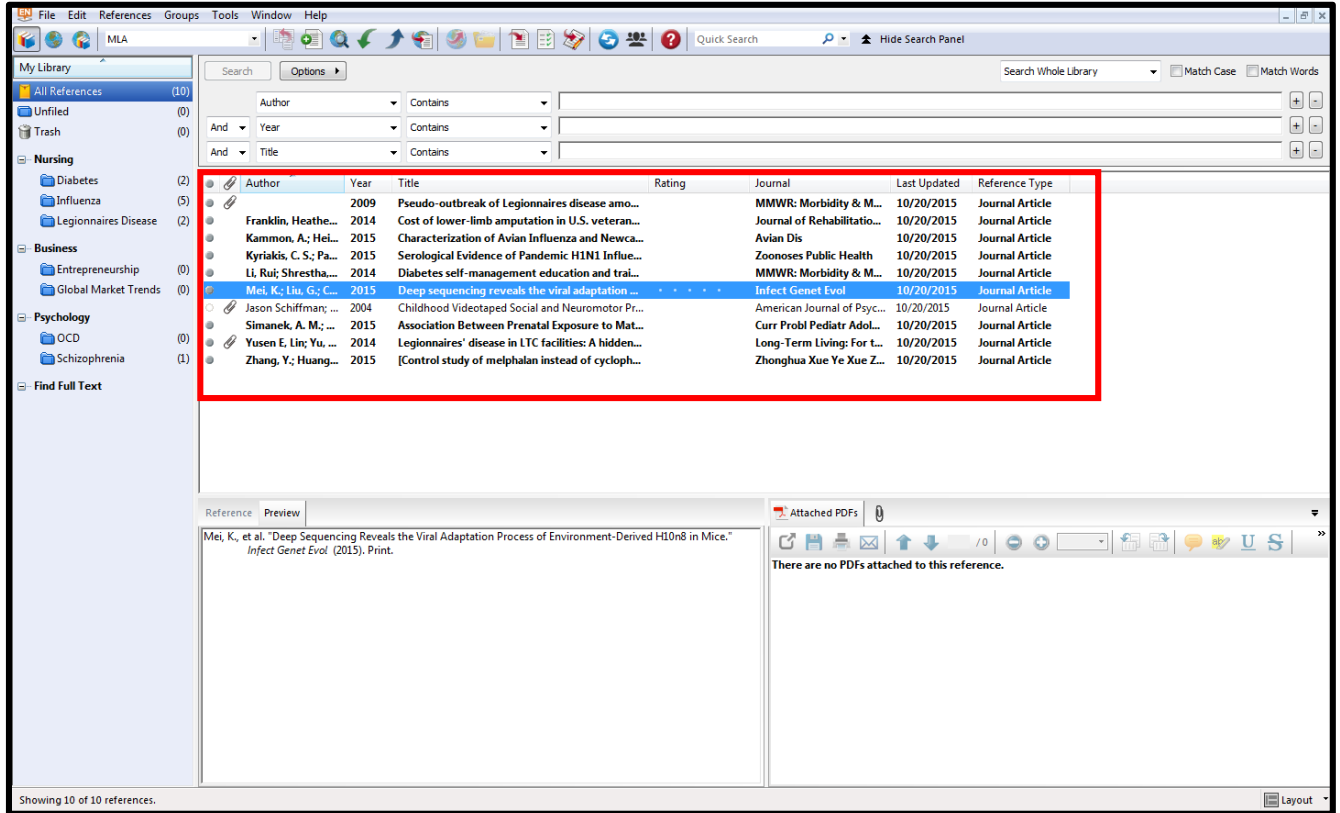 EN File Edit References Groups Tools Window Help
MLA Quick Search Hide Search Panel
My Library
All References (10)
Unfiled (0)
Trash (0)
Nursing
Diabetes (2)
Influenza (5)
Legionnaires Disease (2)
Business
Entrepreneurship (0)
Global Market Trends (0)
Psychology
OCD (0)
Schizophrenia (1)
Find Full Text
Search Options Search Whole Library Match Case Match Words
Author Contains + -
And Year Contains + -
And Title Contains + -
Author Year Title Rating Journal Last Updated Reference Type
2009 Pseudo-outbreak of Legionnaires disease amo... MMWR: Morbidity & M... 10/20/2015 Journal Article
Franklin, Heathe... 2014 Cost of lower-limb amputation in U.S. veteran... Journal of Rehabilitatio... 10/20/2015 Journal Article
Kammon, A.; Hei... 2015 Characterization of Avian Influenza and Newca... Avian Dis 10/20/2015 Journal Article
Kyriakis, C. S.; Pa... 2015 Serological Evidence of Pandemic H1N1 Influe... Zoonoses Public Health 10/20/2015 Journal Article
Li, Rui; Shrestha,... 2014 Diabetes self-management education and trai... MMWR: Morbidity & M... 10/20/2015 Journal Article
Mei, K.; Liu, G.; C... 2015 Deep sequencing reveals the viral adaptation ... Infect Genet Evol 10/20/2015 Journal Article
Jason Schiffman; ... 2004 Childhood Videotaped Social and Neuromotor Pr... American Journal of Psyc... 10/20/2015 Journal Article
Simanek, A. M.; ... 2015 Association Between Prenatal Exposure to Mat... Curr Probl Pediatr Adol... 10/20/2015 Journal Article
Yusen E, Lin; Yu, ... 2014 Legionnaires' disease in LTC facilities: A hidden... Long-Term Living: For t... 10/20/2015 Journal Article
Zhang, Y.; Huang... 2015 [Control study of melphalan instead of cycloph... Zhonghua Xue Ye Xue Z... 10/20/2015 Journal Article
Reference Preview
Mei, K., et al. "Deep Sequencing Reveals the Viral Adaptation Process of Environment-Derived H10n8 in Mice."
Infect Genet Evol (2015). Print.
Attached PDFs
/0 ab U S »
There are no PDFs attached to this reference.
Showing 10 of 10 references. Layout